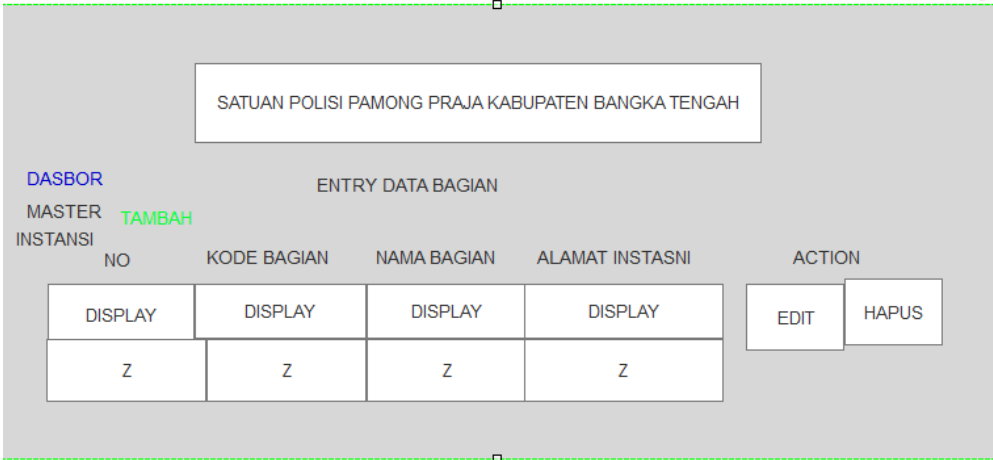 SATUAN POLISI PAMONG PRAJA KABUPATEN BANGKA TENGAH
DASBOR
ENTRY DATA BAGIAN
MASTER
TAMBAH
INSTANSI
NO
KODE BAGIAN
NAMA BAGIAN
ALAMAT INSTASNI
ACTION
DISPLAY
DISPLAY
DISPLAY
DISPLAY
EDIT
HAPUS
Z
Z
Z
Z